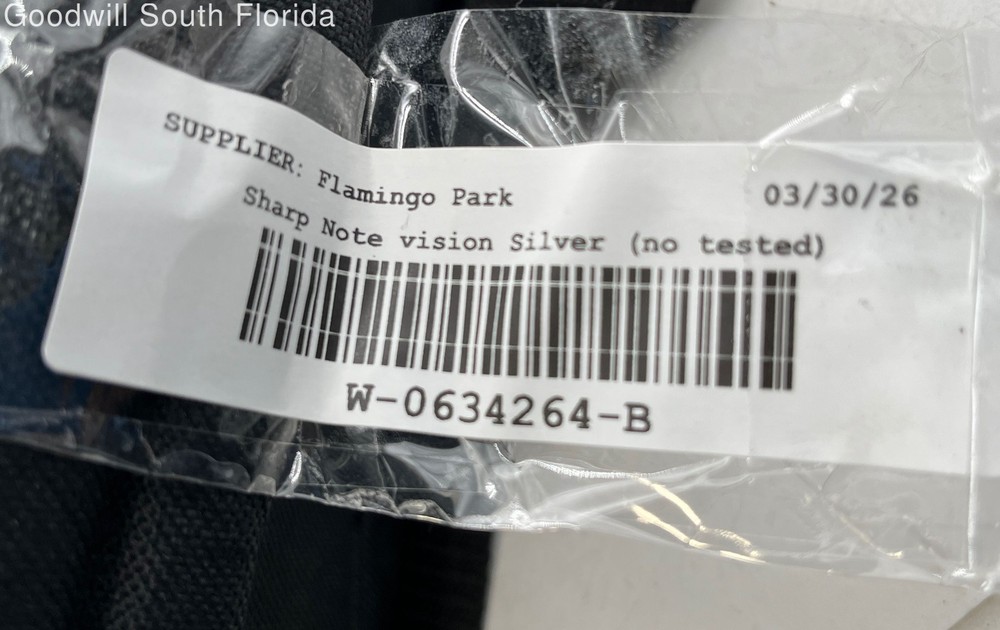 Goodwill South Florida
SUPPLIER: Flamingo Park 03/30/26
Sharp Note vision Silver (no tested)
W-0634264-B